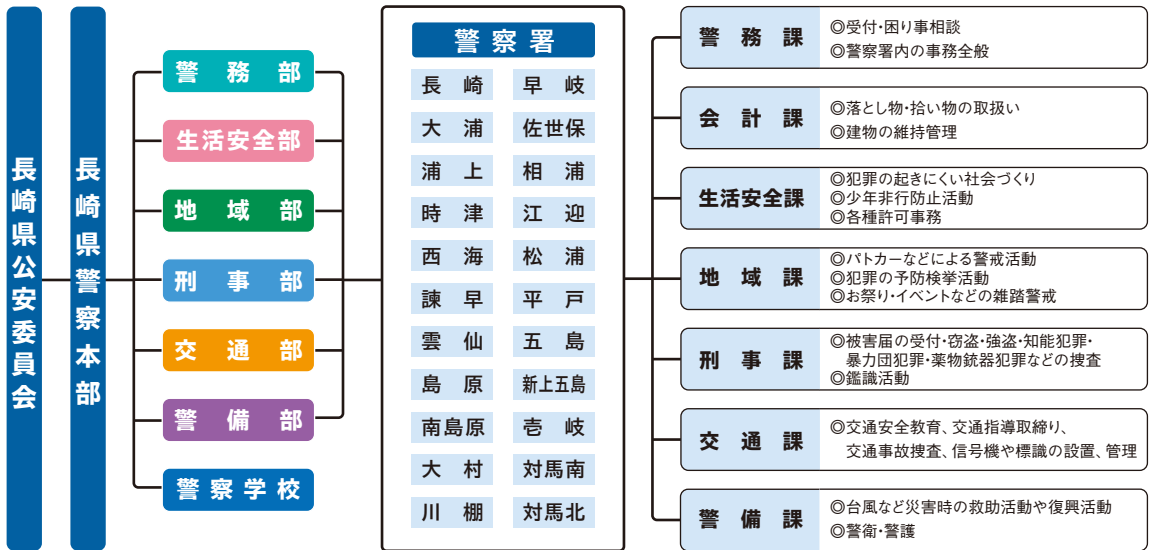 長崎県公安委員会
長崎県警察本部
警務部
生活安全部
地域部
刑事部
交通部
警備部
警察学校
警察署
長崎 早岐
大浦 佐世保
浦上 相浦
時津 江迎
西海 松浦
諫早 平戸
雲仙 五島
島原 新上五島
南島原 壱岐
大村 対馬南
川棚 対馬北
警務課
◎受付・困り事相談
◎警察署内の事務全般
会計課
◎落とし物・拾い物の取扱い
◎建物の維持管理
生活安全課
◎犯罪の起きにくい社会づくり
◎少年非行防止活動
◎各種許可事務
地域課
◎パトカーなどによる警戒活動
◎犯罪の予防検挙活動
◎お祭り・イベントなどの雑踏警戒
刑事課
◎被害届の受付・窃盗・強盗・知能犯罪・
暴力団犯罪・薬物銃器犯罪などの捜査
◎鑑識活動
交通課
◎交通安全教育、交通指導取締り、
交通事故捜査、信号機や標識の設置、管理
警備課
◎台風など災害時の救助活動や復興活動
◎警衛・警護